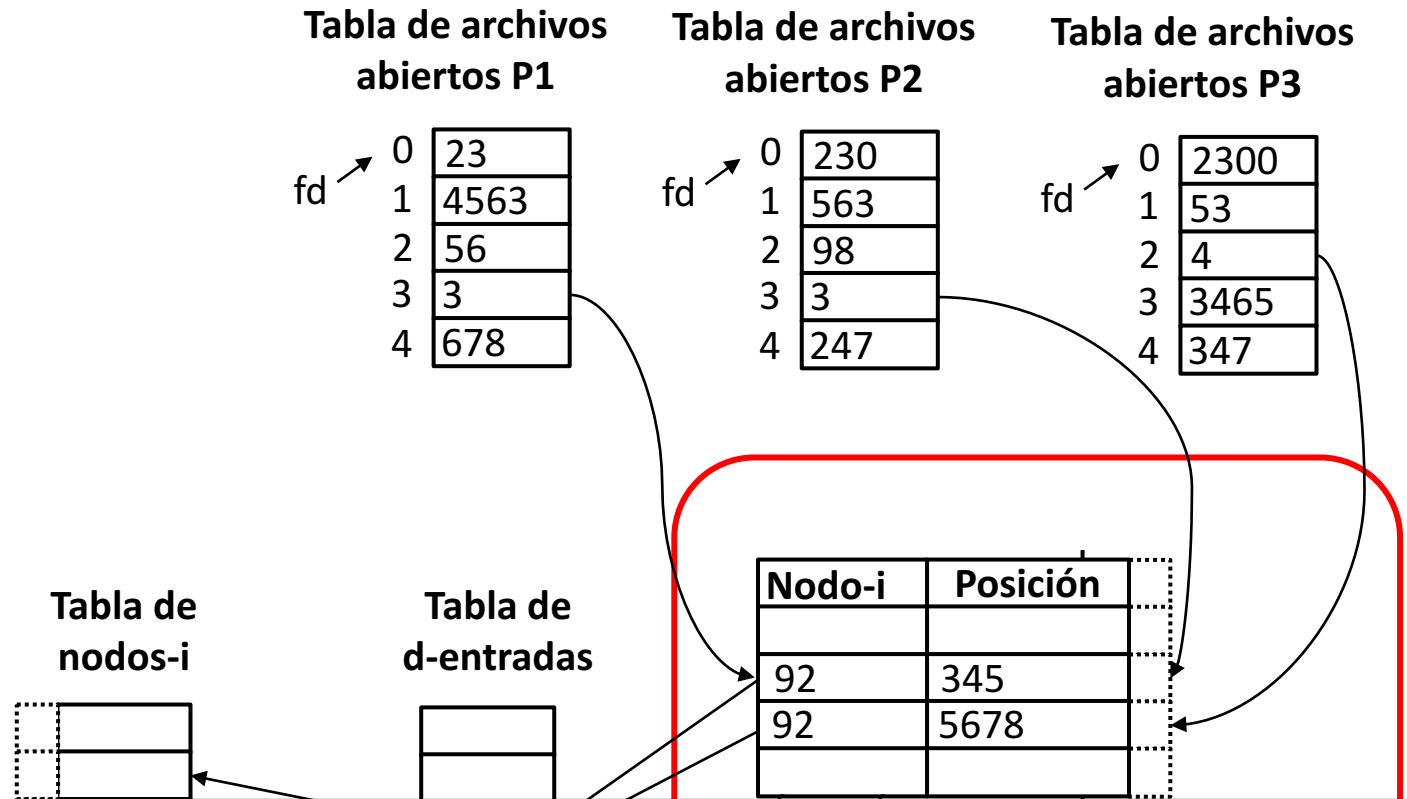 Tabla de archivos
abiertos P1
Tabla de archivos
abiertos P2
Tabla de archivos
abiertos P3
fd
0 23
1 4563
2 56
3 3
4 678
fd
0 230
1 563
2 98
3 3
4 247
fd
0 2300
1 53
2 4
3 3465
4 347
Tabla de
nodos-i
Tabla de
d-entradas
Nodo-i Posición
92 345
92 5678